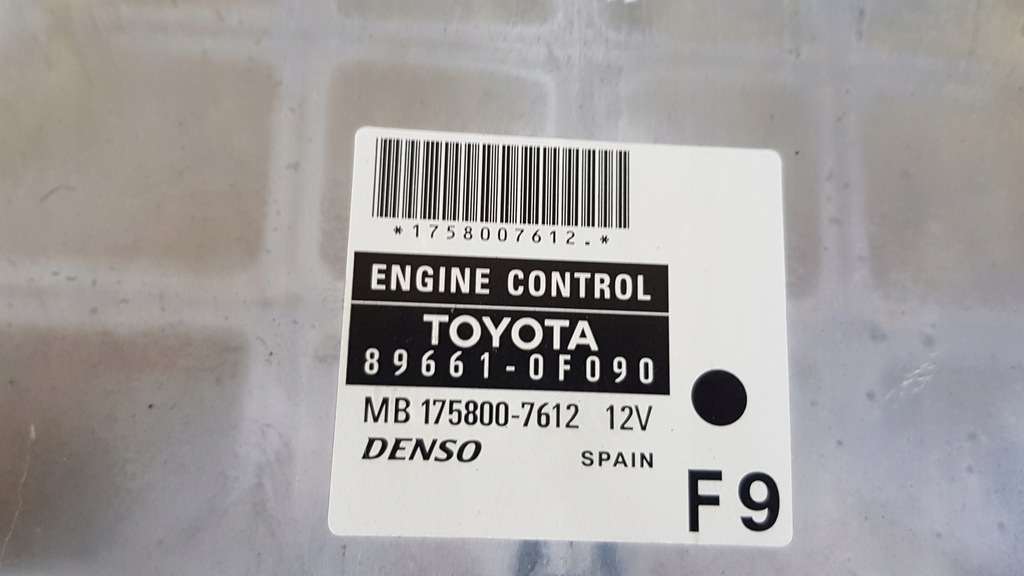 *1758007612.*
ENGINE CONTROL
TOYOTA
89661-0F090
MB 175800-7612 12V
DENSO SPAIN
F9